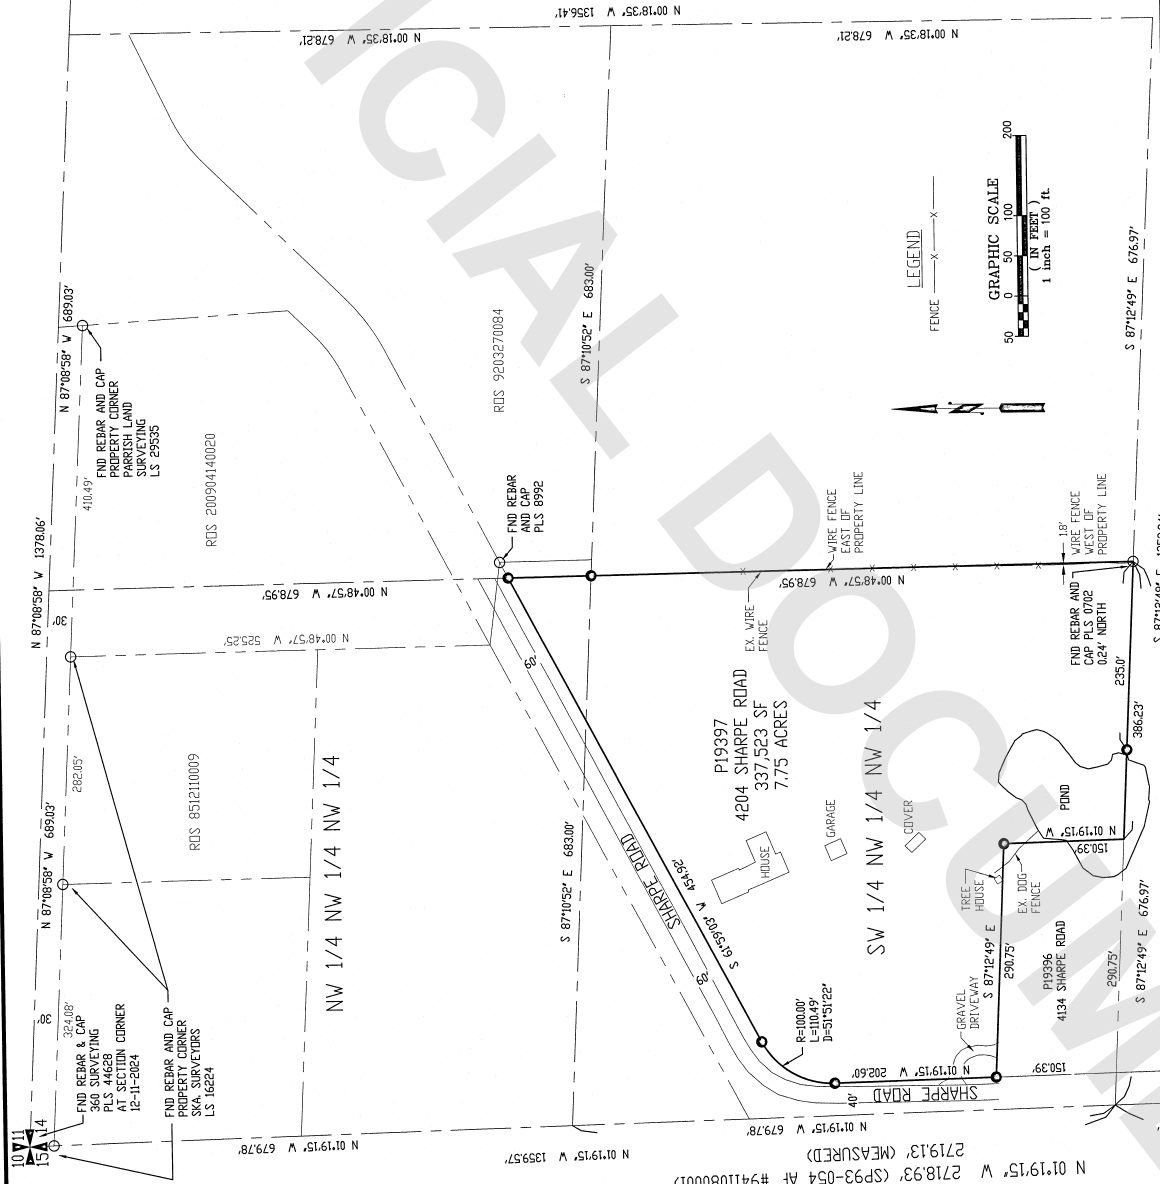 N 00°18'35" W 1356.41'
N 00°18'35" W 678.21'
N 00°18'35" W 678.21'
N 87°08'58" W 689.03'
FND REBAR AND CAP
PROPERTY CORNER
PARRISH LAND
SURVEYING
LS 29535
410.49'
ROS 200904140020
ROS 9203270084
S 87°10'52" E 683.00'
LEGEND
FENCE —X—X—
GRAPHIC SCALE
50 0 50 100 200
( IN FEET )
1 inch = 100 ft.
S 87°12'49" E 676.97'
N 87°08'58" W 1378.06'
30'
N 00°48'57" W 678.95'
N 00°48'57" W 525.25'
FND REBAR
AND CAP
PLS 8992
WIRE FENCE
EAST OF
PROPERTY LINE
1.8'
WIRE FENCE
WEST OF
PROPERTY LINE
N 00°48'57" W 678.95'
EX. WIRE
FENCE
FND REBAR AND
CAP PLS 0702
0.24' NORTH
235.0'
386.23'
60'
P19397
4204 SHARPE ROAD
337,523 SF
7.75 ACRES
SW 1/4 NW 1/4 NW 1/4
N 87°08'58" W 689.03'
282.05'
ROS 8512110009
NW 1/4 NW 1/4 NW 1/4
S 87°10'52" E 683.00'
SHARPE ROAD
454.92'
S 61°59'03" W
HOUSE
GARAGE
COVER
POND
N 01°19'15" W
150.39'
TREE
HOUSE
EX. DOG
FENCE
S 87°12'49" E
290.75'
P19396
4134 SHARPE ROAD
290.75'
S 87°12'49" E 676.97'
R=100.00'
L=110.49'
D=51°51'22"
GRAVEL
DRIVEWAY
N 01°19'15" W 202.60'
150.39'
40'
SHARPE ROAD
30'
324.08'
FND REBAR & CAP
360 SURVEYING
PLS 44628
AT SECTION CORNER
12-11-2024
FND REBAR AND CAP
PROPERTY CORNER
SKA. SURVEYORS
LS 16224
10 11
15 14
N 01°19'15" W 679.78'
N 01°19'15" W 1359.57'
N 01°19'15" W 679.78'
N 01°19'15" W 2718.93' (SP93-054 AF #9411080001)
2719.13' (MEASURED)
ICIAL DOCUM